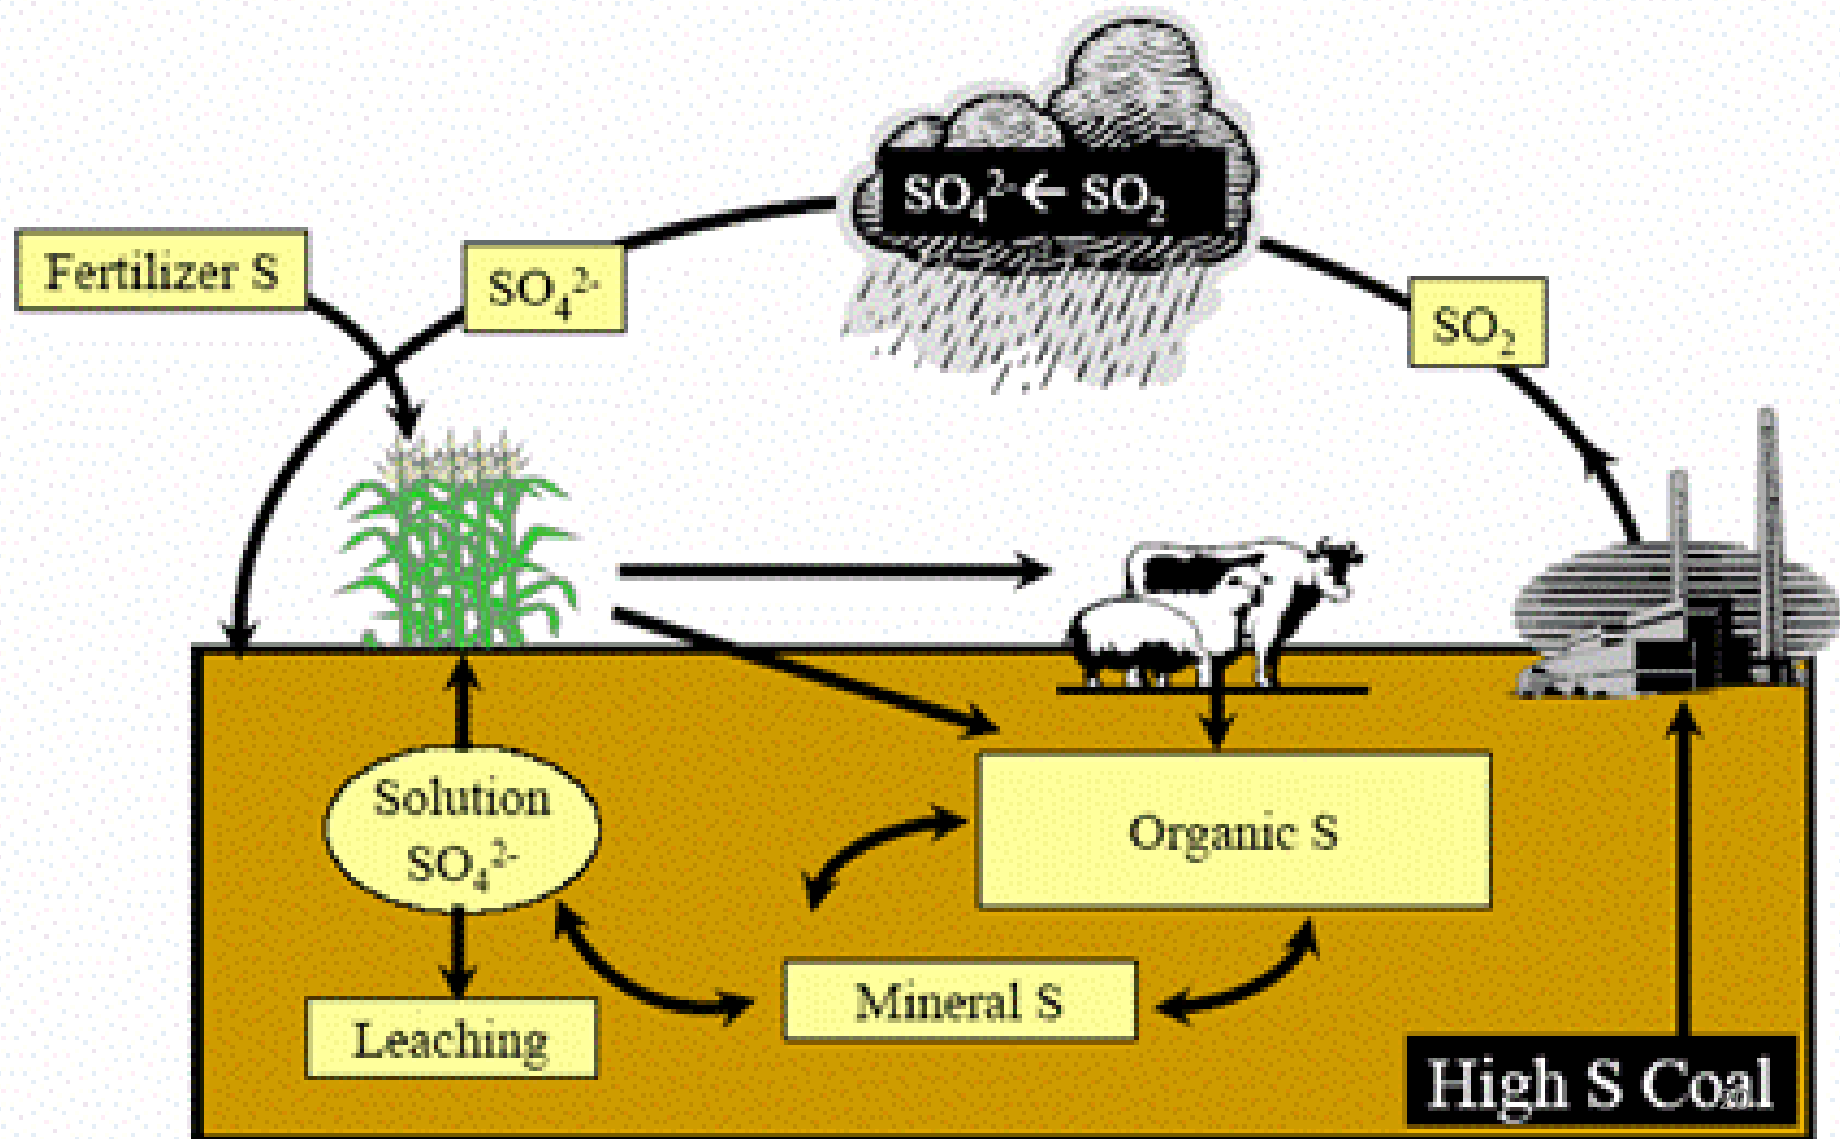 SO₄²⁻ ← SO₂
Fertilizer S
SO₄²⁻
SO₂
Solution
SO₄²⁻
Organic S
Mineral S
Leaching
High S Coal